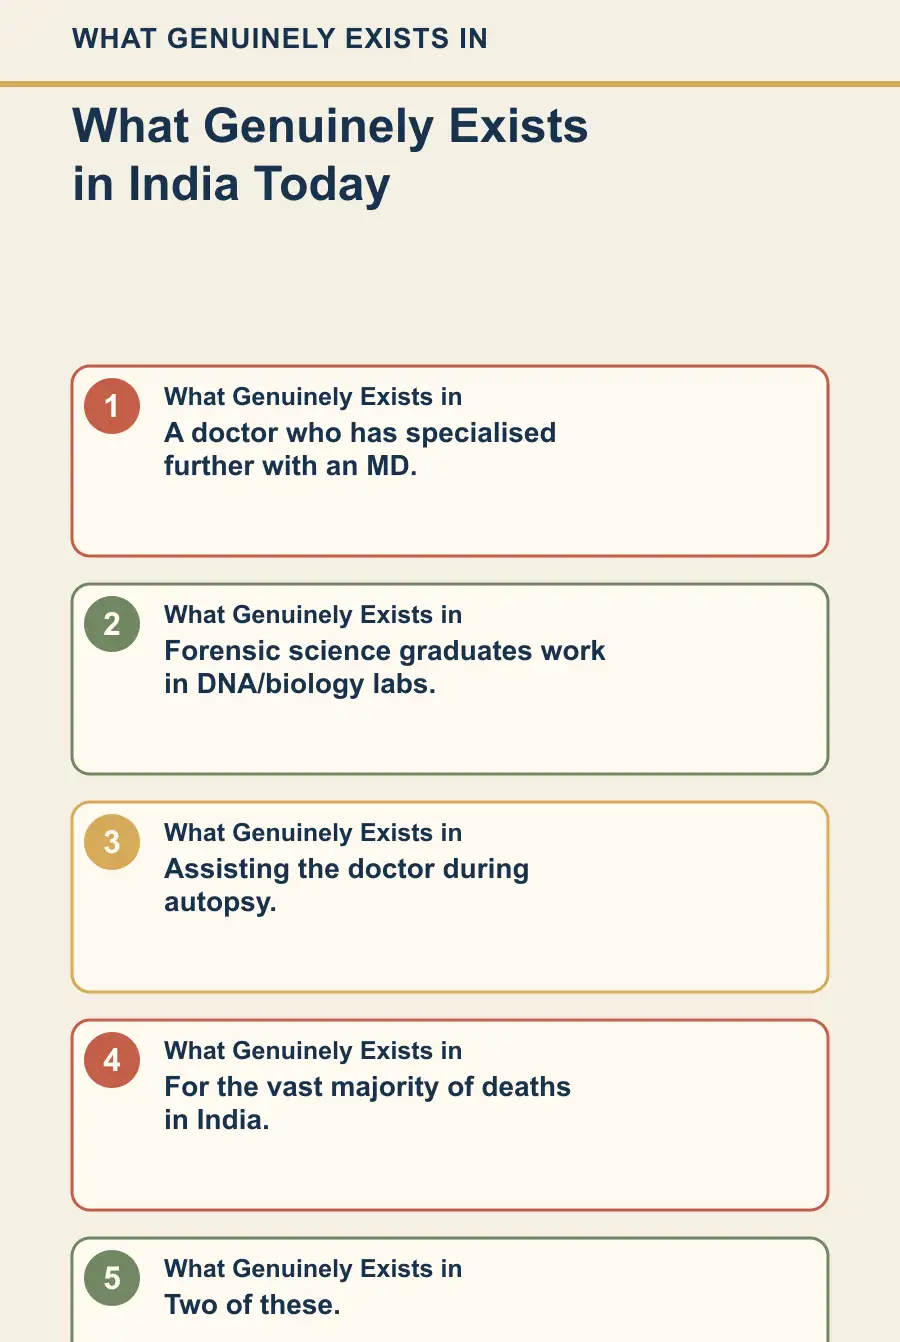 WHAT GENUINELY EXISTS IN
What Genuinely Exists
in India Today
1
What Genuinely Exists in
A doctor who has specialised
further with an MD.
2
What Genuinely Exists in
Forensic science graduates work
in DNA/biology labs.
3
What Genuinely Exists in
Assisting the doctor during
autopsy.
4
What Genuinely Exists in
For the vast majority of deaths
in India.
5
What Genuinely Exists in
Two of these.